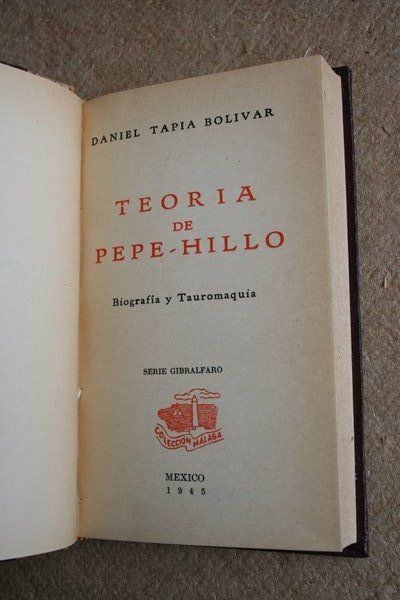 DANIEL TAPIA BOLIVAR
TEORIA
DE
PEPE-HILLO
Biografía y Tauromaquia
SERIE GIBRALFARO
COLECCION MALAGA
MEXICO
1945